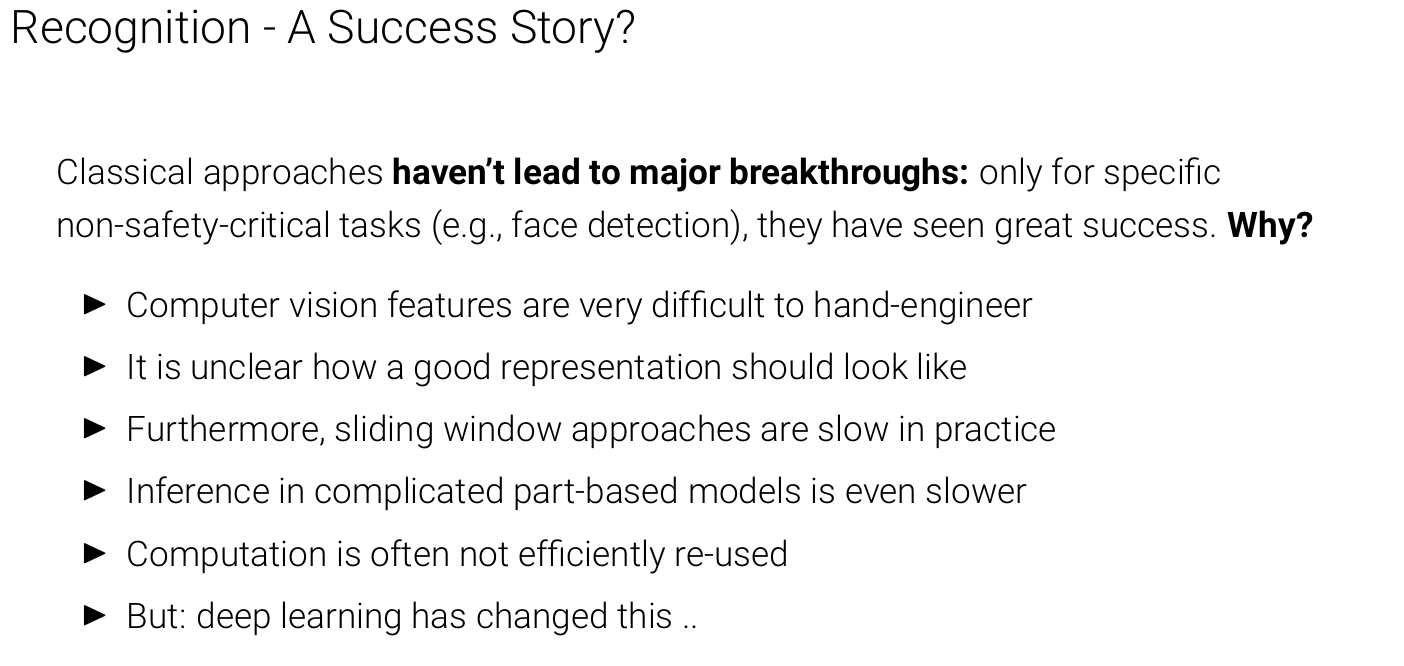 Recognition - A Success Story?
Classical approaches haven’t lead to major breakthroughs: only for specific
non-safety-critical tasks (e.g., face detection), they have seen great success. Why?
► Computer vision features are very difficult to hand-engineer
► It is unclear how a good representation should look like
► Furthermore, sliding window approaches are slow in practice
► Inference in complicated part-based models is even slower
► Computation is often not efficiently re-used
► But: deep learning has changed this ..